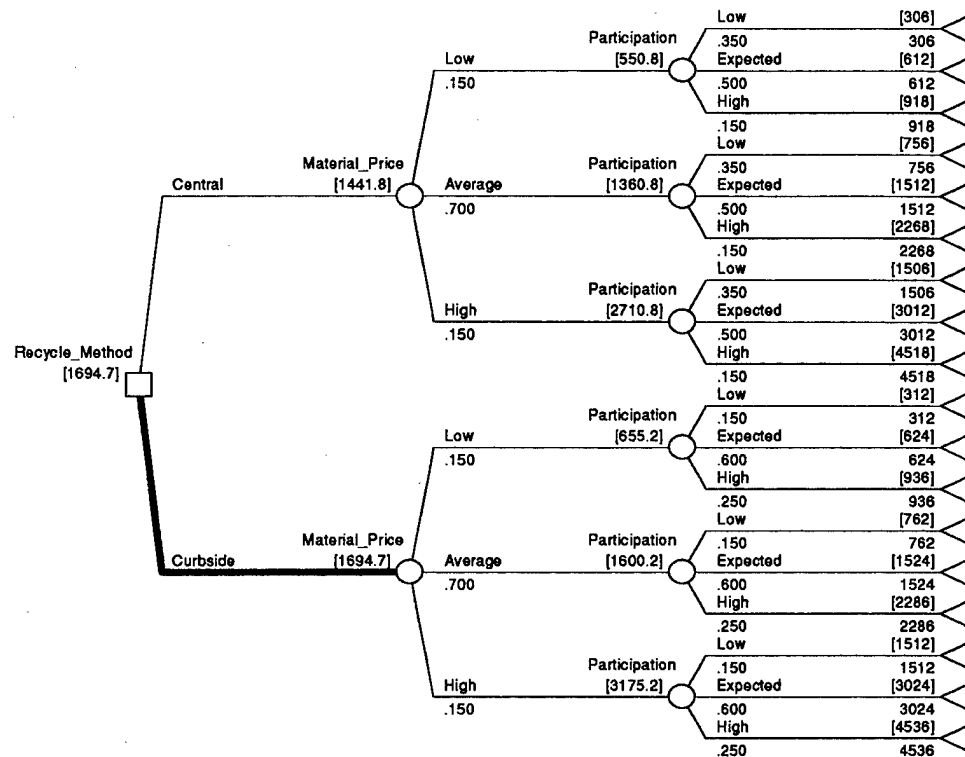 Low [306]
Participation .350 306
[550.8] Expected [612]
Low .500 612
.150 High [918]
.150 918
Low [756]
Material_Price Participation .350 756
Central [1441.8] Average [1360.8] Expected [1512]
.700 .500 1512
High [2268]
.150 2268
Low [1506]
Participation .350 1506
High [2710.8] Expected [3012]
.150 .500 3012
High [4518]
Recycle_Method .150 4518
[1694.7] Low [312]
Participation .150 312
Low [655.2] Expected [624]
.150 .600 624
High [936]
.250 936
Low [762]
Material_Price Participation .150 762
Curbside [1694.7] Average [1600.2] Expected [1524]
.700 .600 1524
High [2286]
.250 2286
Low [1512]
Participation .150 1512
High [3175.2] Expected [3024]
.150 .600 3024
High [4536]
.250 4536